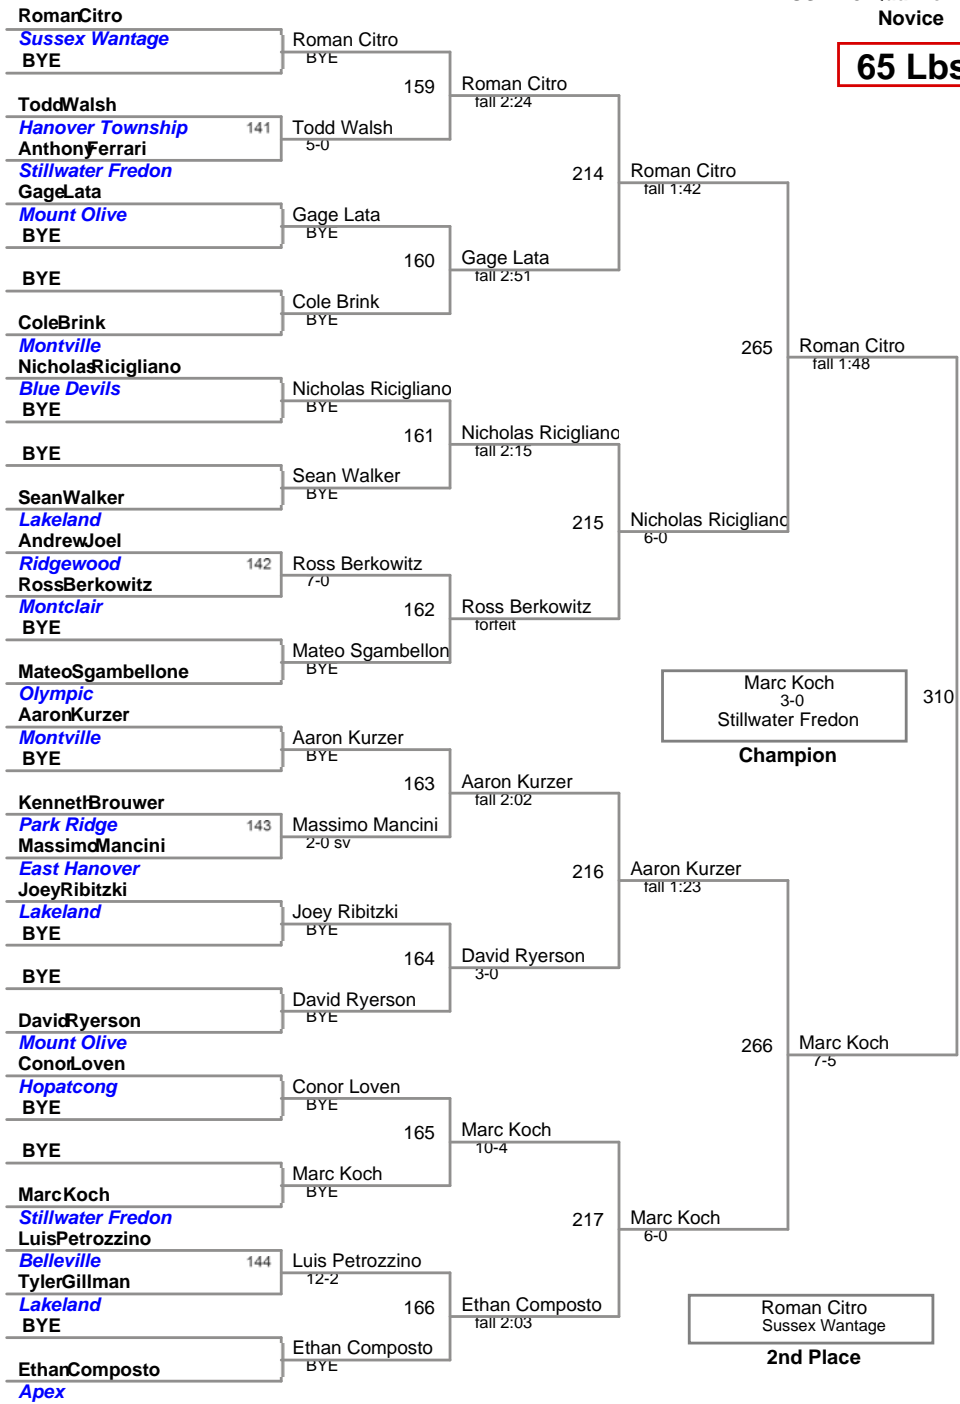 Novice
65 Lbs
RomanCitro
Sussex Wantage
BYE
ToddWalsh
Hanover Township
AnthonyFerrari
Stillwater Fredon
GageLata
Mount Olive
BYE
BYE
ColeBrink
Montville
NicholasRicigliano
Blue Devils
BYE
BYE
SeanWalker
Lakeland
AndrewJoel
Ridgewood
RossBerkowitz
Montclair
BYE
MateoSgambellone
Olympic
AaronKurzer
Montville
BYE
KennethBrouwer
Park Ridge
MassimoMancini
East Hanover
JoeyRibitzki
Lakeland
BYE
BYE
DavidRyerson
Mount Olive
ConorLoven
Hopatcong
BYE
BYE
MarcKoch
Stillwater Fredon
LuisPetrozzino
Belleville
TylerGillman
Lakeland
BYE
EthanComposto
Apex
141
142
143
144
Roman Citro
BYE
Todd Walsh
5-0
Gage Lata
BYE
Cole Brink
BYE
Nicholas Ricigliano
BYE
Sean Walker
BYE
Ross Berkowitz
7-0
Mateo Sgambellon
BYE
Aaron Kurzer
BYE
Massimo Mancini
2-0 sv
Joey Ribitzki
BYE
David Ryerson
BYE
Conor Loven
BYE
Marc Koch
BYE
Luis Petrozzino
12-2
Ethan Composto
BYE
159
160
161
162
163
164
165
166
Roman Citro
fall 2:24
Gage Lata
fall 2:51
Nicholas Ricigliano
fall 2:15
Ross Berkowitz
forfeit
Aaron Kurzer
fall 2:02
David Ryerson
3-0
Marc Koch
10-4
Ethan Composto
fall 2:03
214
215
216
217
Roman Citro
fall 1:42
Nicholas Ricigliano
6-0
Aaron Kurzer
fall 1:23
Marc Koch
6-0
265
266
Roman Citro
fall 1:48
Marc Koch
7-5
310
Marc Koch
3-0
Stillwater Fredon
Champion
Roman Citro
Sussex Wantage
2nd Place